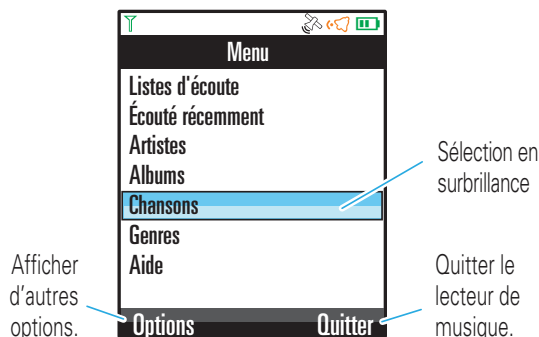 Menu
Listes d'écoute
Écouté récemment
Artistes
Albums
Chansons
Genres
Aide
Options Quitter
Sélection en
surbrillance
Afficher
d'autres
options.
Quitter le
lecteur de
musique.